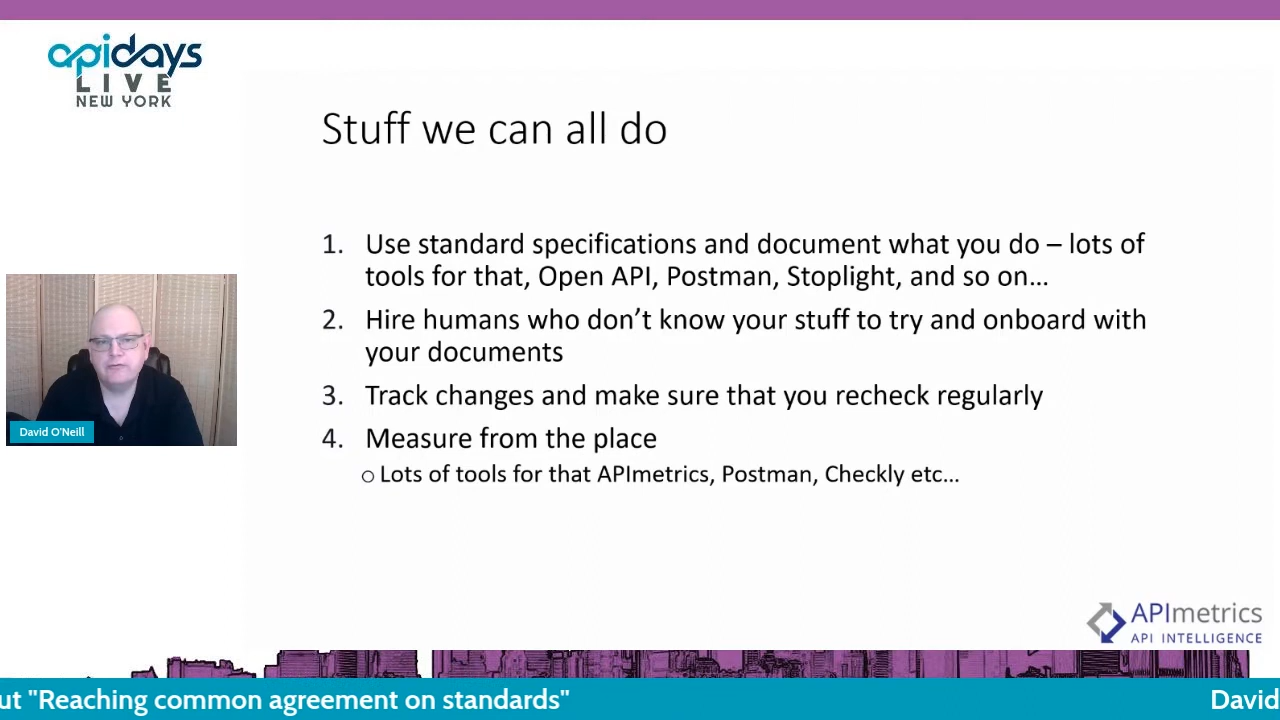 apidays
LIVE
NEW YORK
Stuff we can all do
1. Use standard specifications and document what you do – lots of
tools for that, Open API, Postman, Stoplight, and so on…
2. Hire humans who don’t know your stuff to try and onboard with
your documents
3. Track changes and make sure that you recheck regularly
4. Measure from the place
○ Lots of tools for that APImetrics, Postman, Checkly etc…
David O'Neill
APImetrics
API INTELLIGENCE
ut "Reaching common agreement on standards"
David